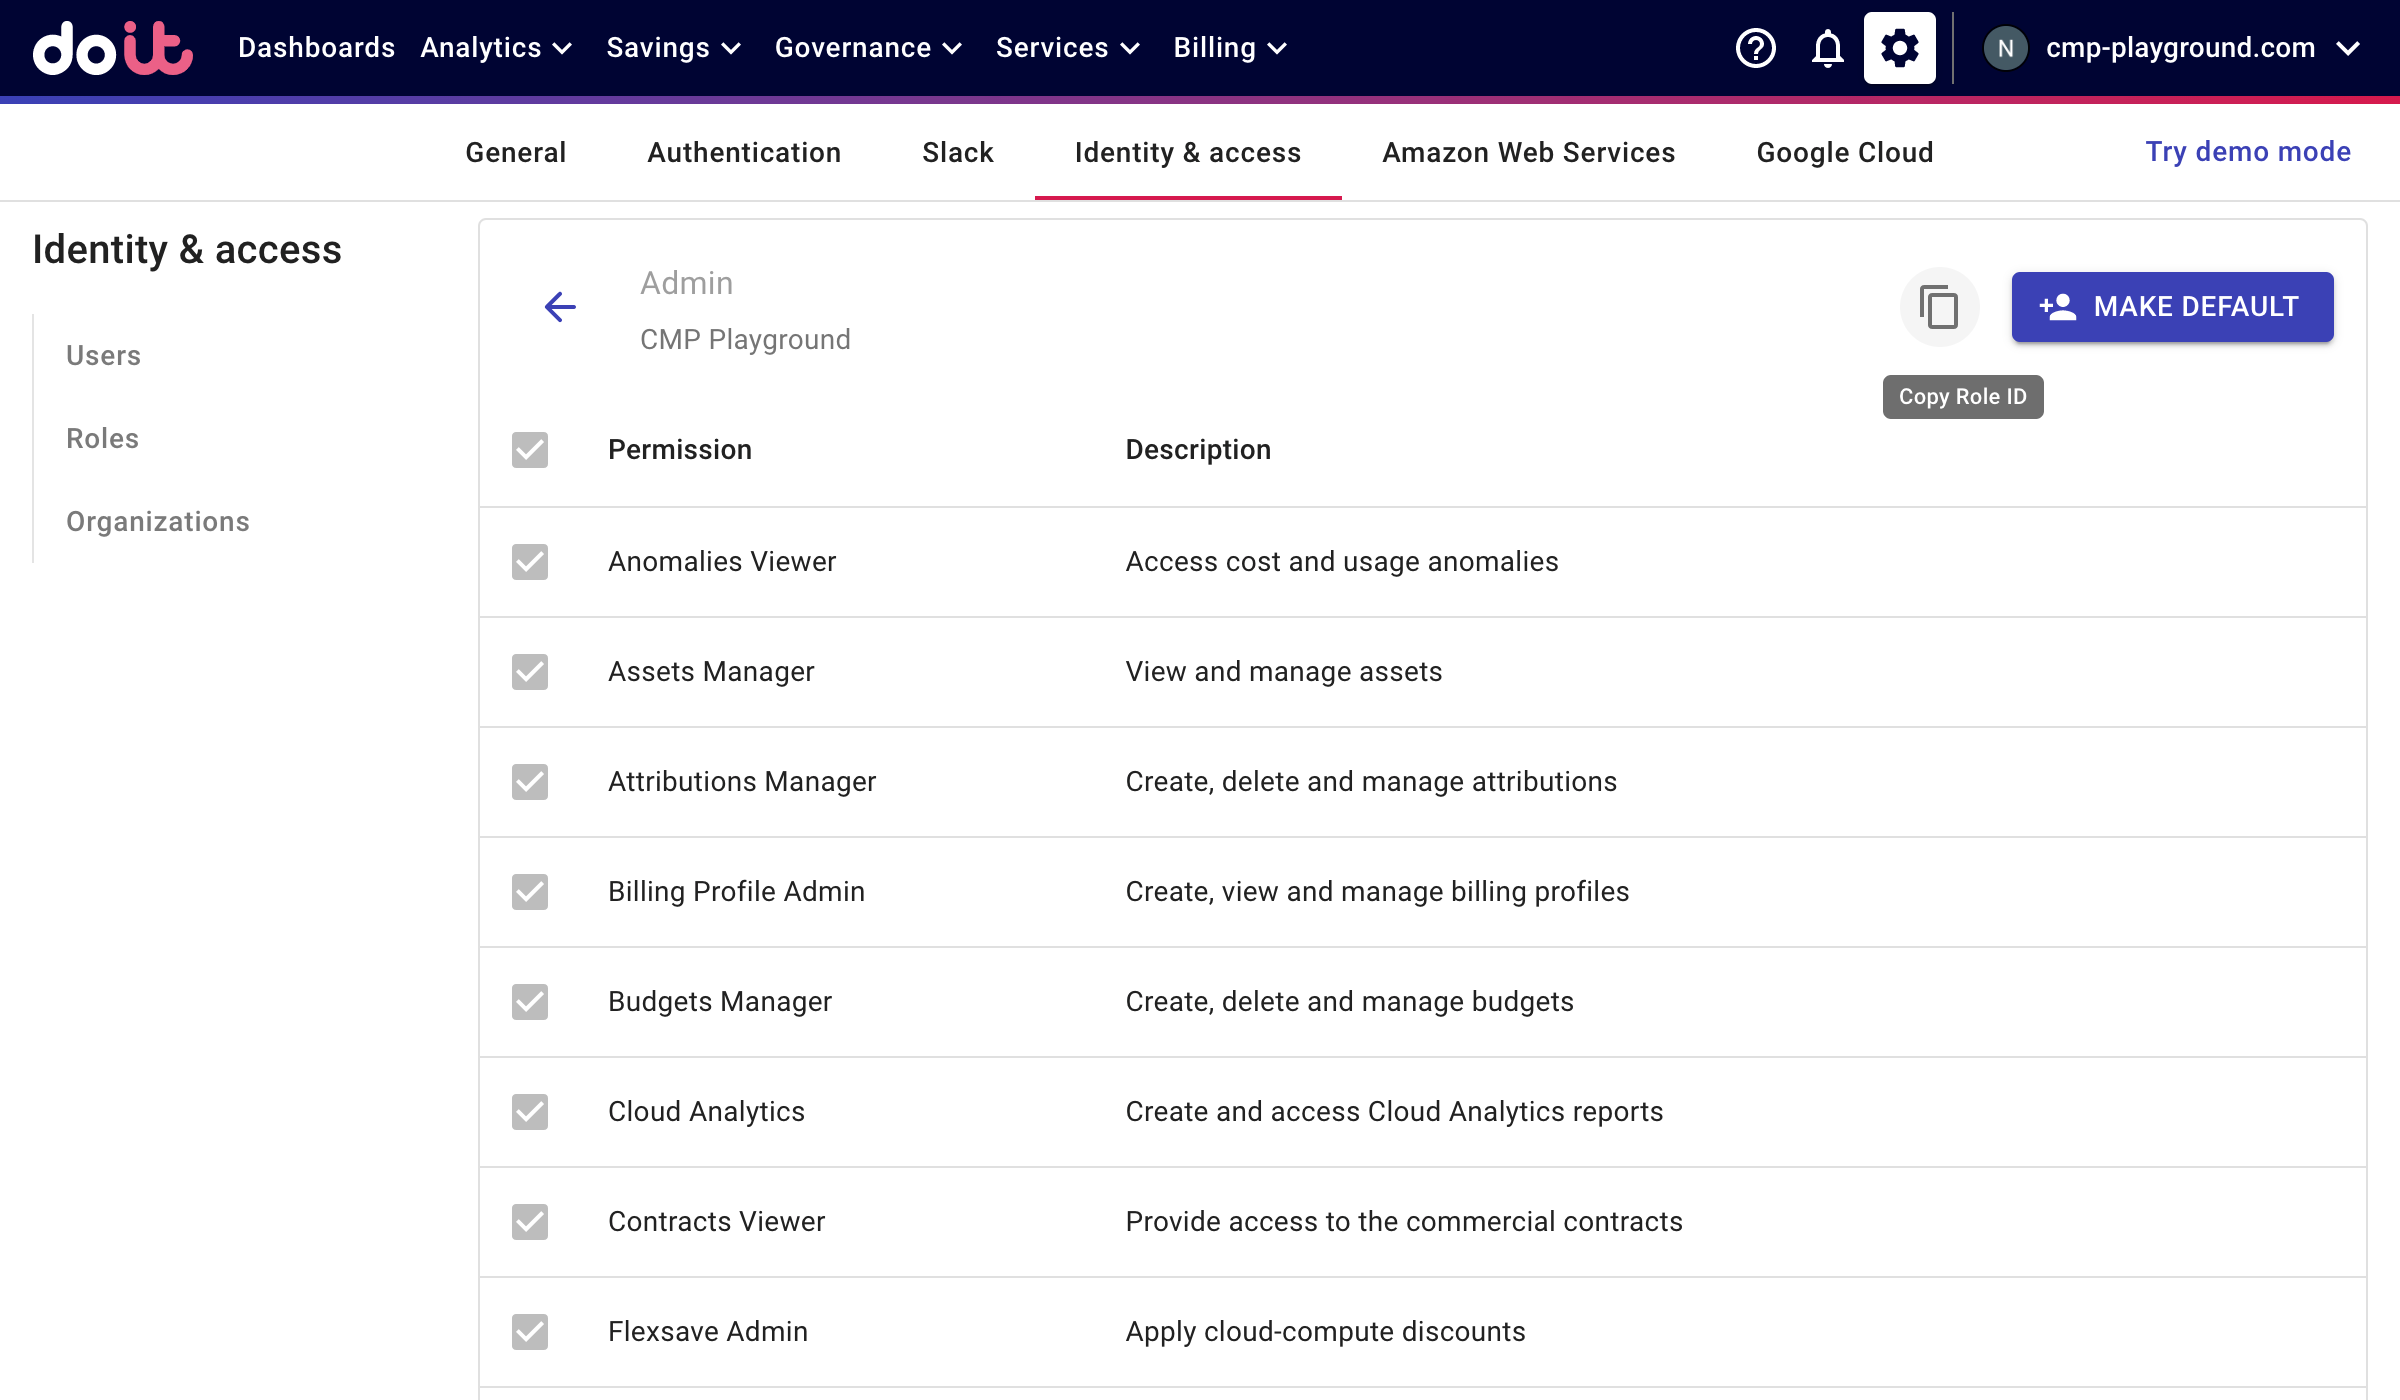 doit Dashboards Analytics Savings Governance Services Billing N cmp-playground.com
General Authentication Slack Identity & access Amazon Web Services Google Cloud Try demo mode
Identity & access
Users
Roles
Organizations
Admin
CMP Playground
MAKE DEFAULT
Copy Role ID
Permission Description
Anomalies Viewer Access cost and usage anomalies
Assets Manager View and manage assets
Attributions Manager Create, delete and manage attributions
Billing Profile Admin Create, view and manage billing profiles
Budgets Manager Create, delete and manage budgets
Cloud Analytics Create and access Cloud Analytics reports
Contracts Viewer Provide access to the commercial contracts
Flexsave Admin Apply cloud-compute discounts